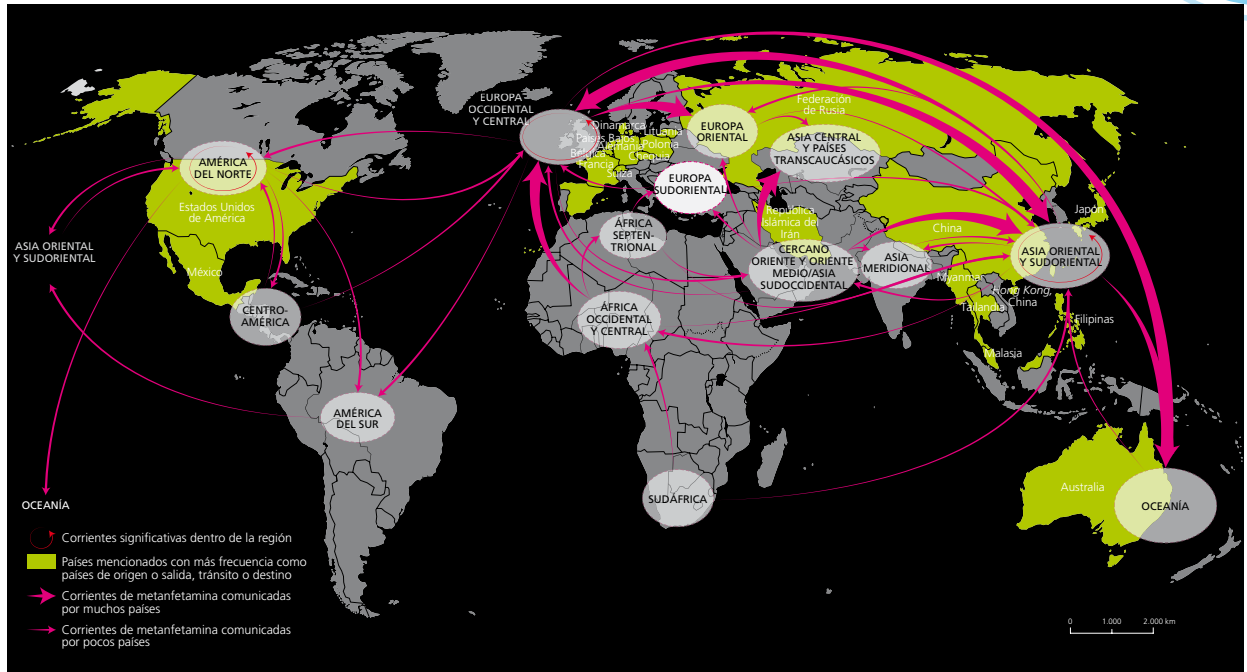 EUROPA
OCCIDENTAL
Y CENTRAL
Dinamarca
Países Bajos
Lituania
Alemania
Polonia
Bélgica
Chequia
Francia
Suiza
EUROPA
ORIENTAL
Federación
de Rusia
ASIA CENTRAL
Y PAÍSES
TRANSCAUCÁSICOS
AMÉRICA
DEL NORTE
Estados Unidos
de América
EUROPA
SUDORIENTAL
República
Islámica del
Irán
China
Japón
ASIA ORIENTAL
Y SUDORIENTAL
México
ÁFRICA
SEPTEN-
TRIONAL
CERCANO
ORIENTE Y ORIENTE
MEDIO/ASIA
SUDOCCIDENTAL
ASIA
MERIDIONAL
ASIA ORIENTAL
Y SUDORIENTAL
Myanmar
Hong Kong,
China
Tailandia
Filipinas
Malasia
CENTRO-
AMÉRICA
ÁFRICA
OCCIDENTAL
Y CENTRAL
AMÉRICA
DEL SUR
SUDÁFRICA
Australia
OCEANÍA
OCEANÍA
Corrientes significativas dentro de la región
Países mencionados con más frecuencia como
países de origen o salida, tránsito o destino
Corrientes de metanfetamina comunicadas
por muchos países
Corrientes de metanfetamina comunicadas
por pocos países
0 1.000 2.000 km